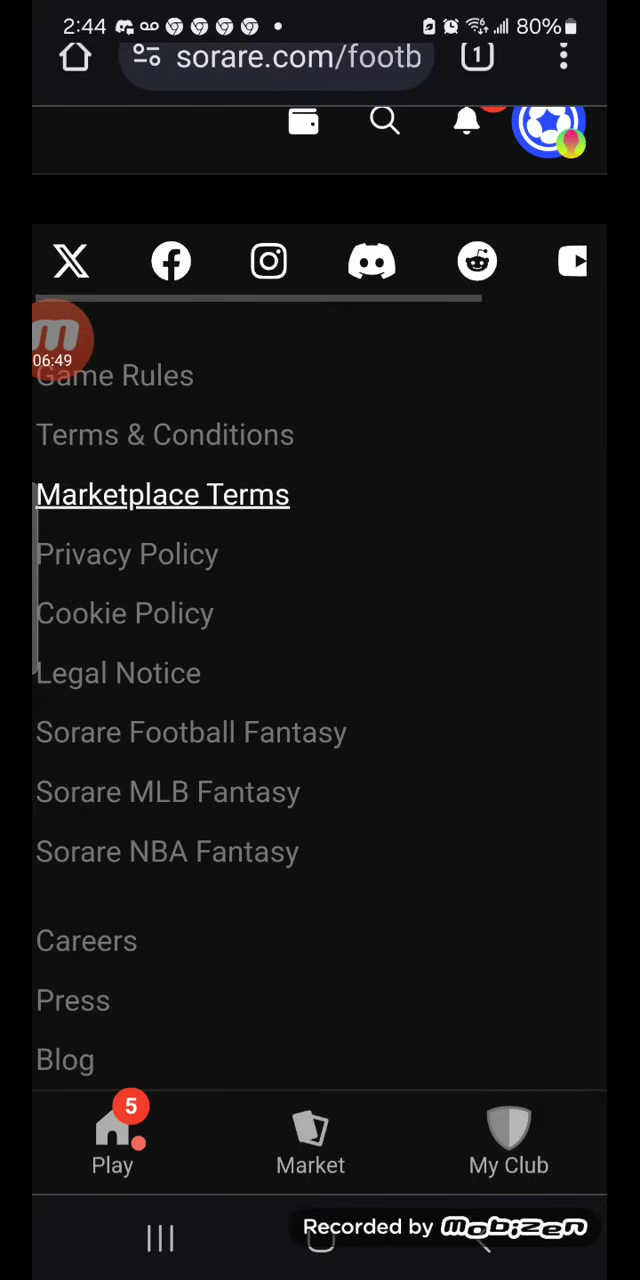 2:44
80%
sorare.com/footb
1
06:49
Game Rules
Terms & Conditions
Marketplace Terms
Privacy Policy
Cookie Policy
Legal Notice
Sorare Football Fantasy
Sorare MLB Fantasy
Sorare NBA Fantasy
Careers
Press
Blog
5
Play
Market
My Club
Recorded by mobizen